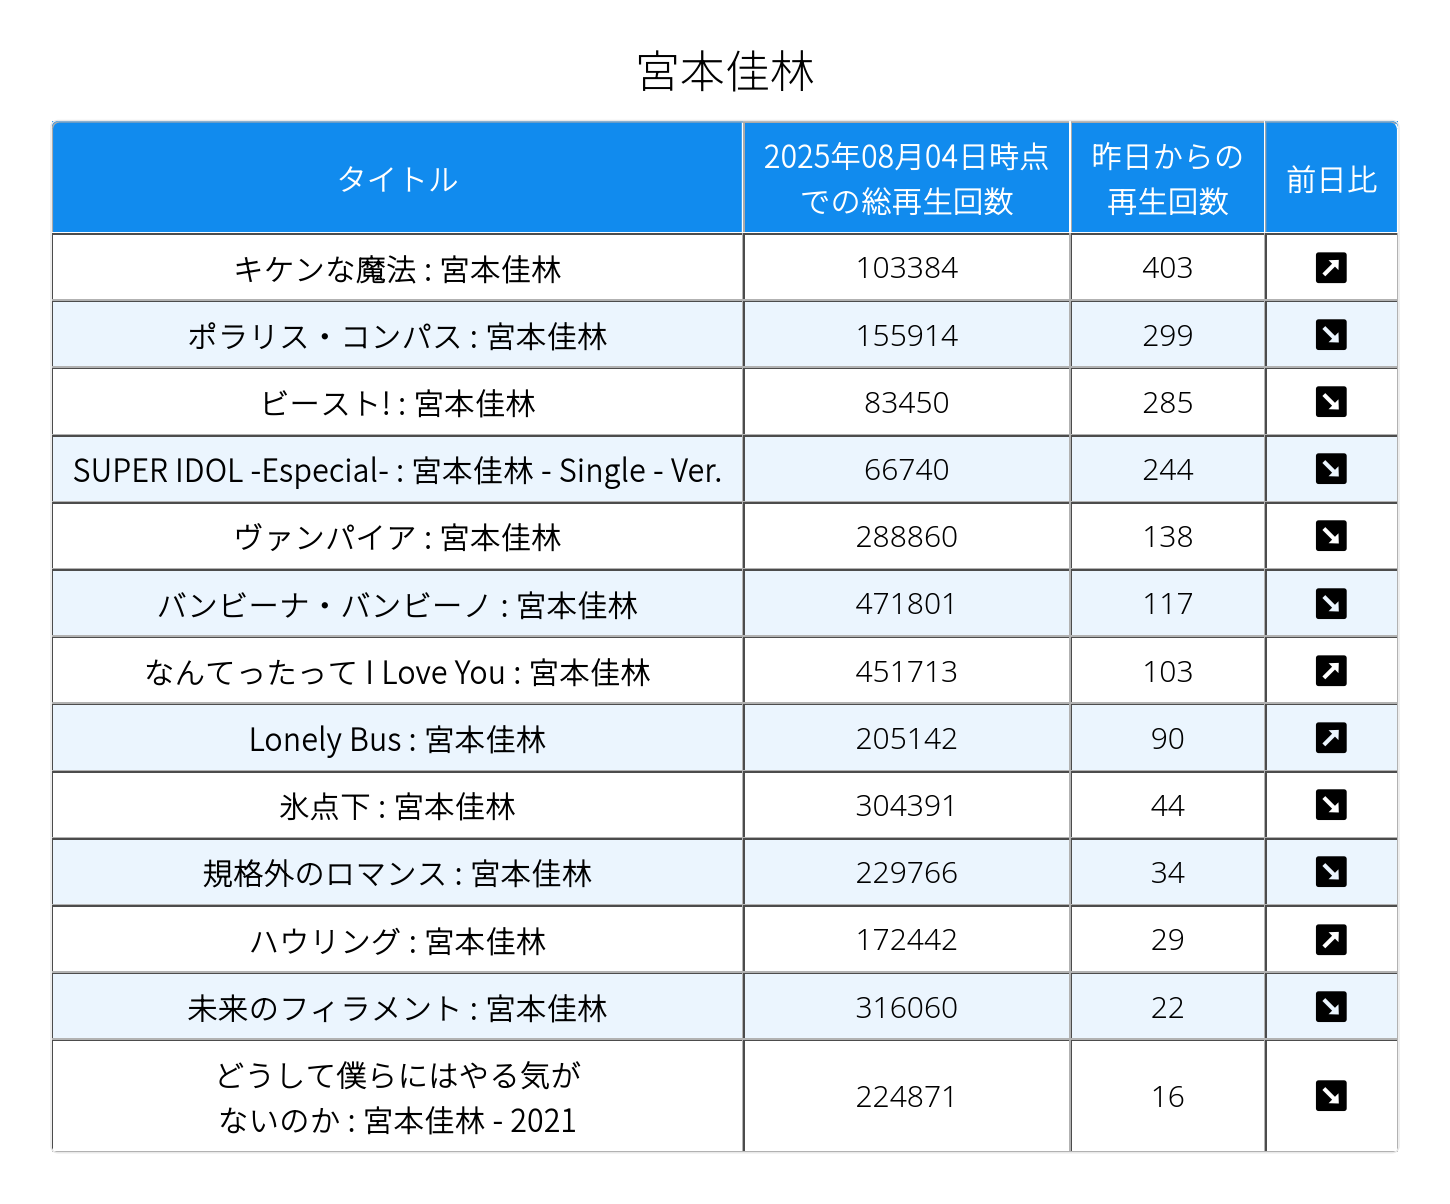 宮本佳林
タイトル
2025年08月04日時点
での総再生回数
昨日からの
再生回数
前日比
キケンな魔法 : 宮本佳林 103384 403 ↗
ポラリス・コンパス : 宮本佳林 155914 299 ↘
ビースト! : 宮本佳林 83450 285 ↘
SUPER IDOL -Especial- : 宮本佳林 - Single - Ver. 66740 244 ↘
ヴァンパイア : 宮本佳林 288860 138 ↘
バンビーナ・バンビーノ : 宮本佳林 471801 117 ↘
なんてったって I Love You : 宮本佳林 451713 103 ↗
Lonely Bus : 宮本佳林 205142 90 ↗
氷点下 : 宮本佳林 304391 44 ↘
規格外のロマンス : 宮本佳林 229766 34 ↘
ハウリング : 宮本佳林 172442 29 ↗
未来のフィラメント : 宮本佳林 316060 22 ↘
どうして僕らにはやる気が
ないのか : 宮本佳林 - 2021 224871 16 ↘